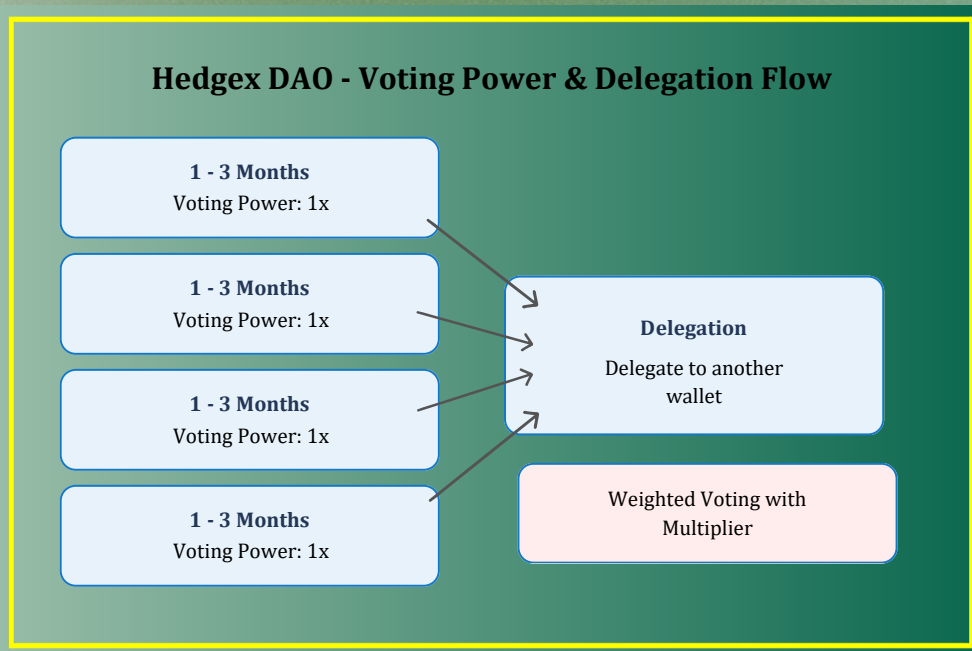 Hedgex DAO - Voting Power & Delegation Flow
1 - 3 Months
Voting Power: 1x
1 - 3 Months
Voting Power: 1x
1 - 3 Months
Voting Power: 1x
1 - 3 Months
Voting Power: 1x
Delegation
Delegate to another
wallet
Weighted Voting with
Multiplier